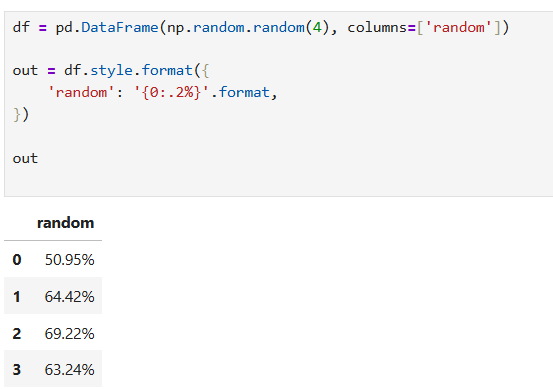 df = pd.DataFrame(np.random.random(4), columns=['random'])
out = df.style.format({
    'random': '{0:.2%}'.format,
})
out
random
0 50.95%
1 64.42%
2 69.22%
3 63.24%